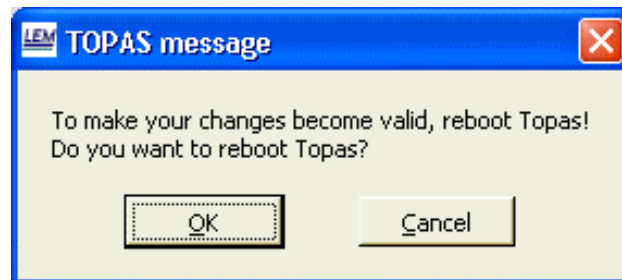 LEM TOPAS message
To make your changes become valid, reboot Topas!
Do you want to reboot Topas?
OK Cancel